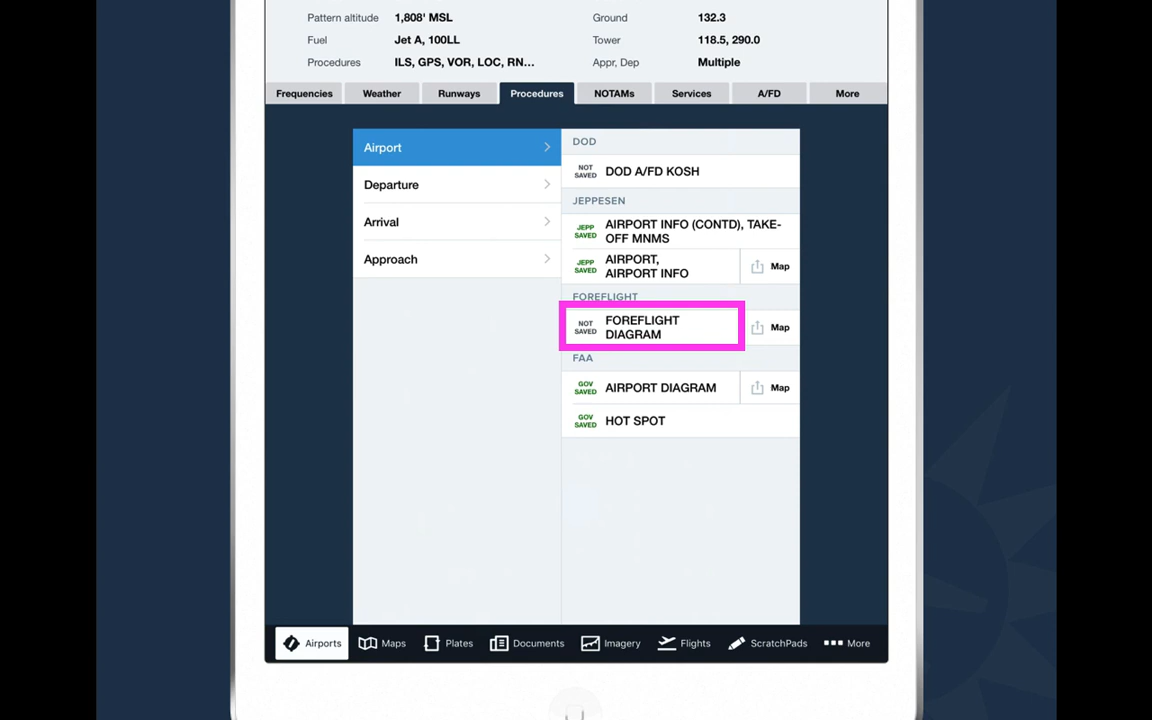 Pattern altitude 1,808' MSL Ground 132.3
Fuel Jet A, 100LL Tower 118.5, 290.0
Procedures ILS, GPS, VOR, LOC, RN... Appr, Dep Multiple
Frequencies Weather Runways Procedures NOTAMs Services A/FD More
Airport
Departure
Arrival
Approach
DOD
NOT SAVED DOD A/FD KOSH
JEPPESEN
JEPP SAVED AIRPORT INFO (CONTD), TAKE-
OFF MNMS
JEPP SAVED AIRPORT,
AIRPORT INFO Map
FOREFLIGHT
NOT SAVED FOREFLIGHT
DIAGRAM Map
FAA
GOV SAVED AIRPORT DIAGRAM Map
GOV SAVED HOT SPOT
Airports Maps Plates Documents Imagery Flights ScratchPads More